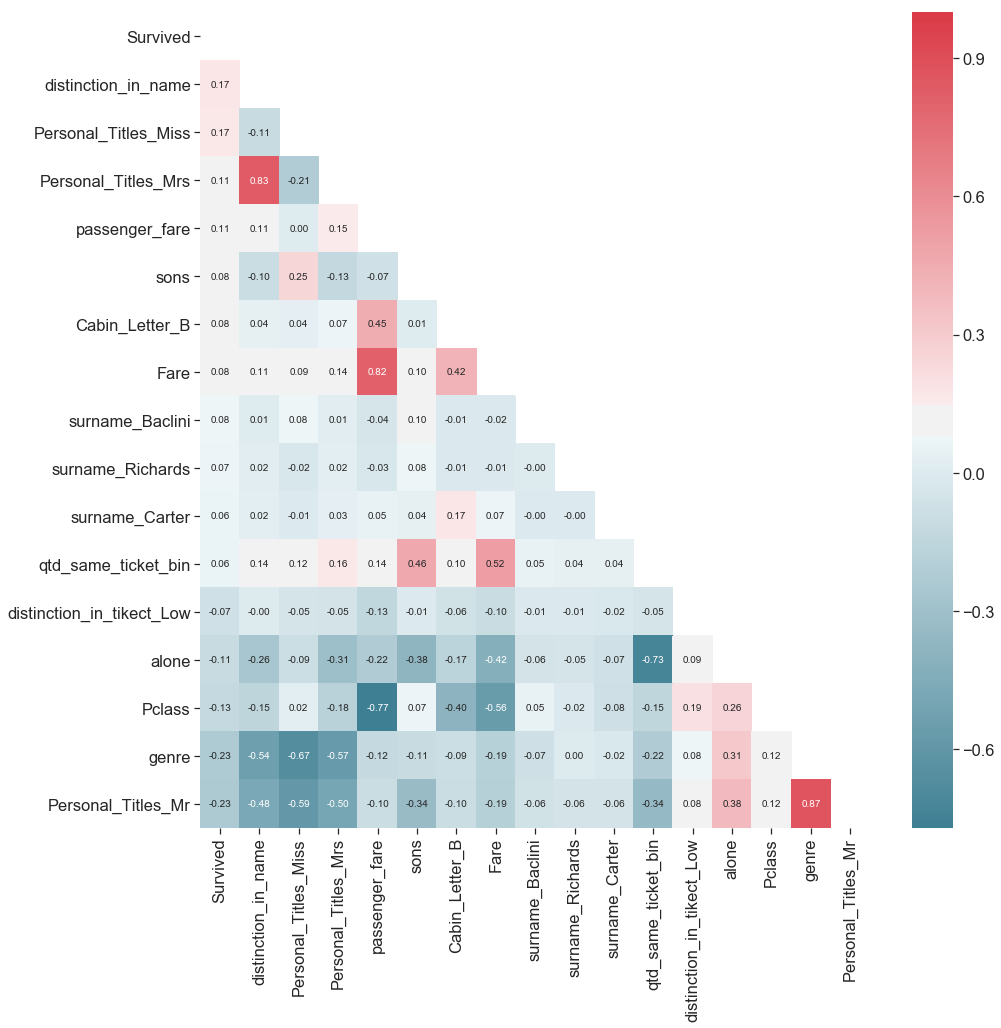 Survived
distinction_in_name 0.17
Personal_Titles_Miss 0.17 -0.11
Personal_Titles_Mrs 0.11 0.83 -0.21
passenger_fare 0.11 0.11 0.00 0.15
sons 0.08 -0.10 0.25 -0.13 -0.07
Cabin_Letter_B 0.08 0.04 0.04 0.07 0.45 0.01
Fare 0.08 0.11 0.09 0.14 0.82 0.10 0.42
surname_Baclini 0.08 0.01 0.08 0.01 -0.04 0.10 -0.01 -0.02
surname_Richards 0.07 0.02 -0.02 0.02 -0.03 0.08 -0.01 -0.01 -0.00
surname_Carter 0.06 0.02 -0.01 0.03 0.05 0.04 0.17 0.07 -0.00 -0.00
qtd_same_ticket_bin 0.06 0.14 0.12 0.16 0.14 0.46 0.10 0.52 0.05 0.04 0.04
distinction_in_tikect_Low -0.07 -0.00 -0.05 -0.05 -0.13 -0.01 -0.06 -0.10 -0.01 -0.01 -0.02 -0.05
alone -0.11 -0.26 -0.09 -0.31 -0.22 -0.38 -0.17 -0.42 -0.06 -0.05 -0.07 -0.73 0.09
Pclass -0.13 -0.15 0.02 -0.18 -0.77 0.07 -0.40 -0.56 0.05 -0.02 -0.08 -0.15 0.19 0.26
genre -0.23 -0.54 -0.67 -0.57 -0.12 -0.11 -0.09 -0.19 -0.07 0.00 -0.02 -0.22 0.08 0.31 0.12
Personal_Titles_Mr -0.23 -0.48 -0.59 -0.50 -0.10 -0.34 -0.10 -0.19 -0.06 -0.06 -0.06 -0.34 0.08 0.38 0.12 0.87
Survived
distinction_in_name
Personal_Titles_Miss
Personal_Titles_Mrs
passenger_fare
sons
Cabin_Letter_B
Fare
surname_Baclini
surname_Richards
surname_Carter
qtd_same_ticket_bin
distinction_in_tikect_Low
alone
Pclass
genre
Personal_Titles_Mr
0.9
0.6
0.3
0.0
−0.3
−0.6